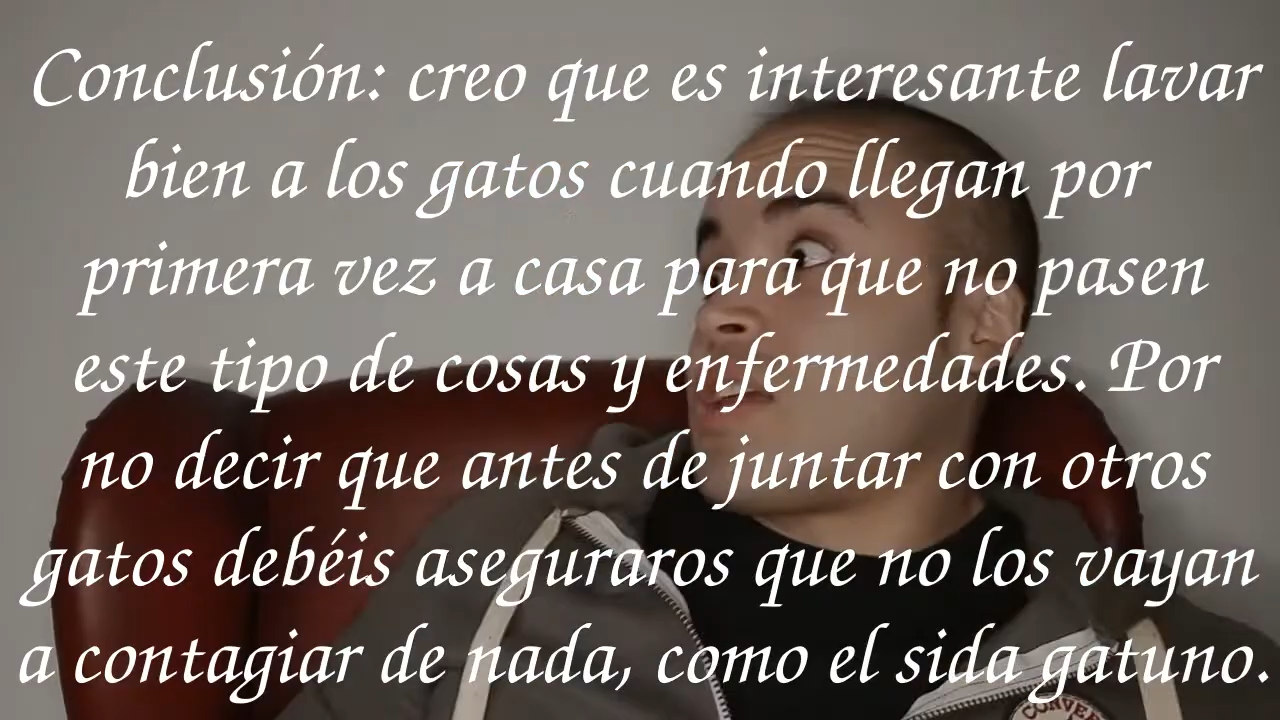 Conclusión: creo que es interesante lavar
bien a los gatos cuando llegan por
primera vez a casa para que no pasen
este tipo de cosas y enfermedades. Por
no decir que antes de juntar con otros
gatos debéis aseguraros que no los vayan
a contagiar de nada, como el sida gatuno.